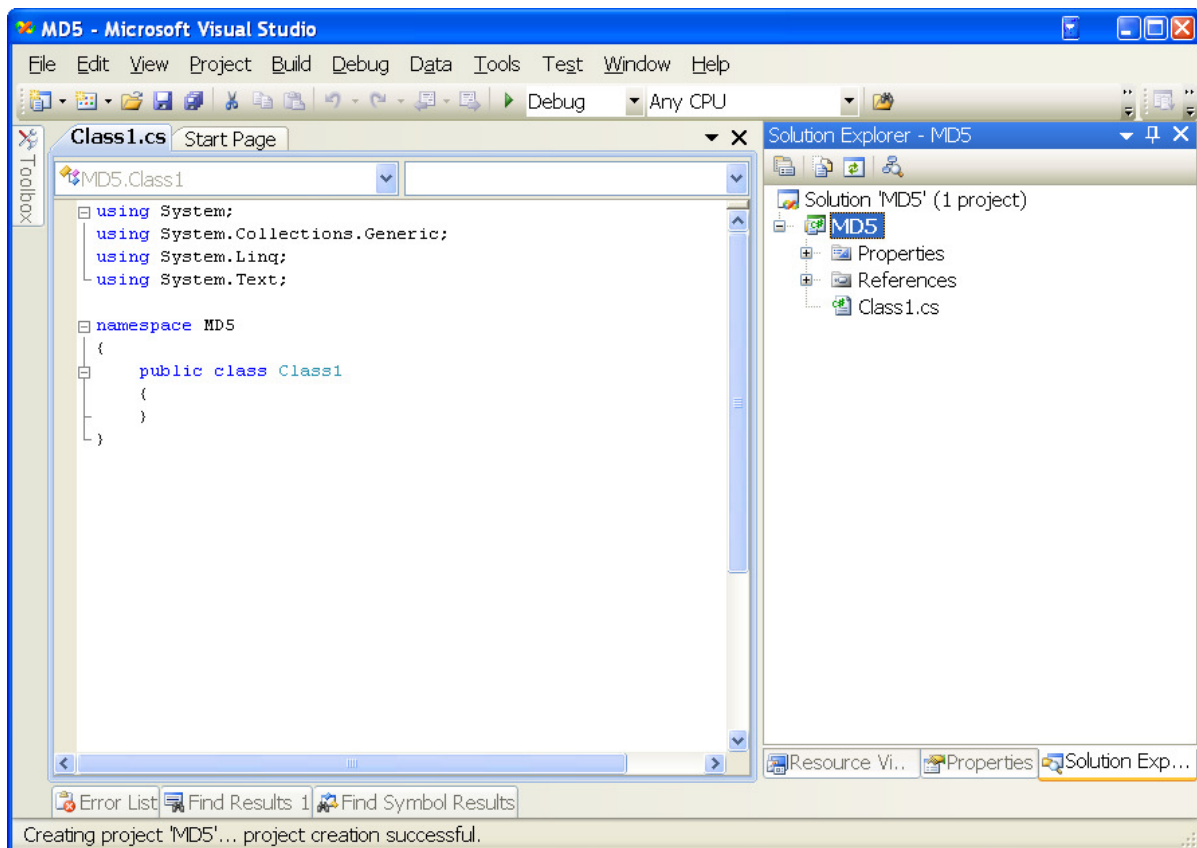 MD5 - Microsoft Visual Studio
File Edit View Project Build Debug Data Tools Test Window Help
Debug Any CPU
Toolbox
Class1.cs Start Page
MD5.Class1
using System;
using System.Collections.Generic;
using System.Linq;
using System.Text;
namespace MD5
{
public class Class1
{
}
}
Solution Explorer - MD5
Solution 'MD5' (1 project)
MD5
Properties
References
Class1.cs
Resource Vi... Properties Solution Exp...
Error List Find Results 1 Find Symbol Results
Creating project 'MD5'... project creation successful.